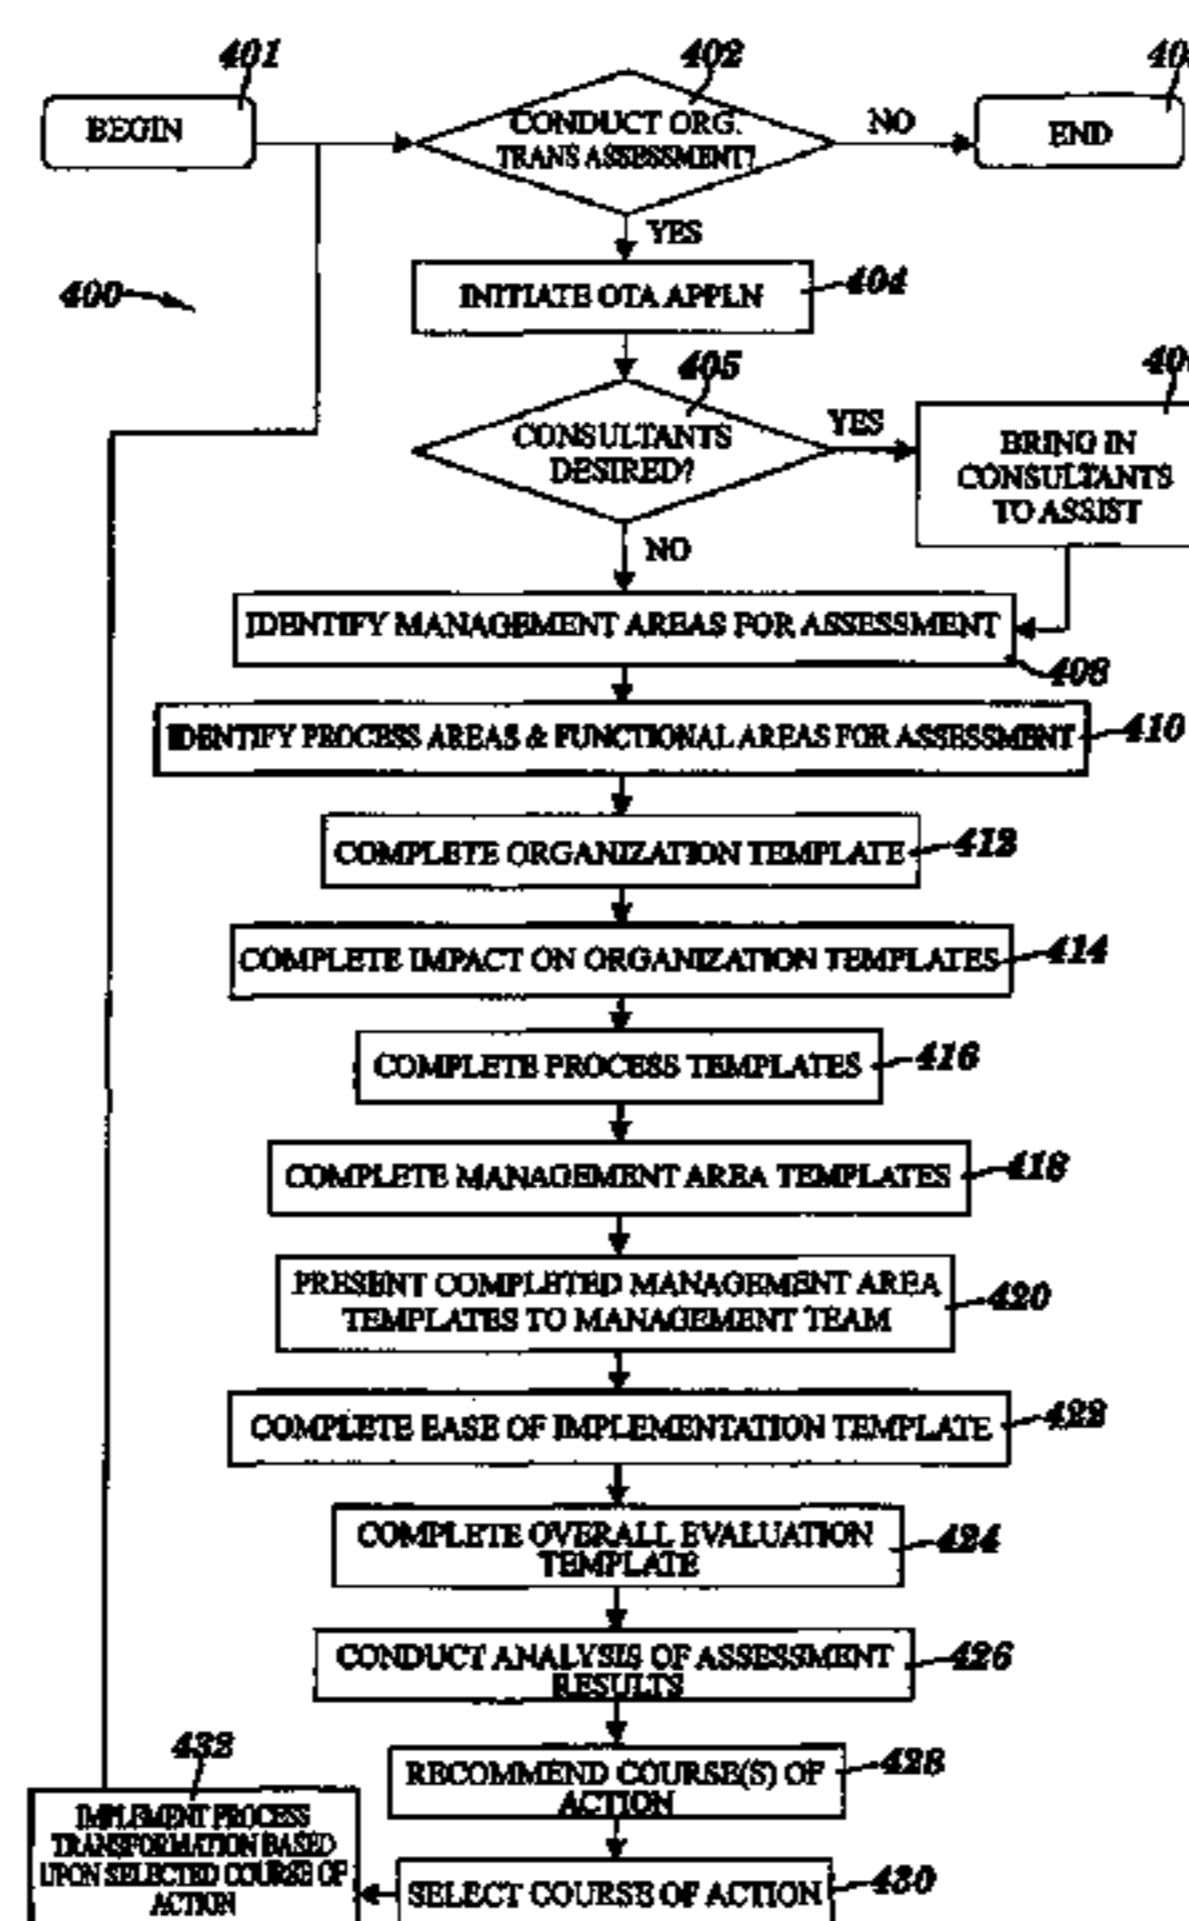 401
BEGIN
402
CONDUCT ORG.
TRANS ASSESSMENT?
NO
END
YES
400
INITIATE OTA APPLN
404
405
CONSULTANTS
DESIRED?
YES
BRING IN
CONSULTANTS
TO ASSIST
NO
IDENTIFY MANAGEMENT AREAS FOR ASSESSMENT
408
IDENTIFY PROCESS AREAS & FUNCTIONAL AREAS FOR ASSESSMENT
410
COMPLETE ORGANIZATION TEMPLATE
412
COMPLETE IMPACT ON ORGANIZATION TEMPLATES
414
COMPLETE PROCESS TEMPLATES
416
COMPLETE MANAGEMENT AREA TEMPLATES
418
PRESENT COMPLETED MANAGEMENT AREA
TEMPLATES TO MANAGEMENT TEAM
420
COMPLETE EASE OF IMPLEMENTATION TEMPLATE
422
COMPLETE OVERALL EVALUATION
TEMPLATE
424
CONDUCT ANALYSIS OF ASSESSMENT
RESULTS
426
RECOMMEND COURSE(S) OF
ACTION
428
432
IMPLEMENT PROCESS
TRANSFORMATION BASED
UPON SELECTED COURSE OF
ACTION
SELECT COURSE OF ACTION
430